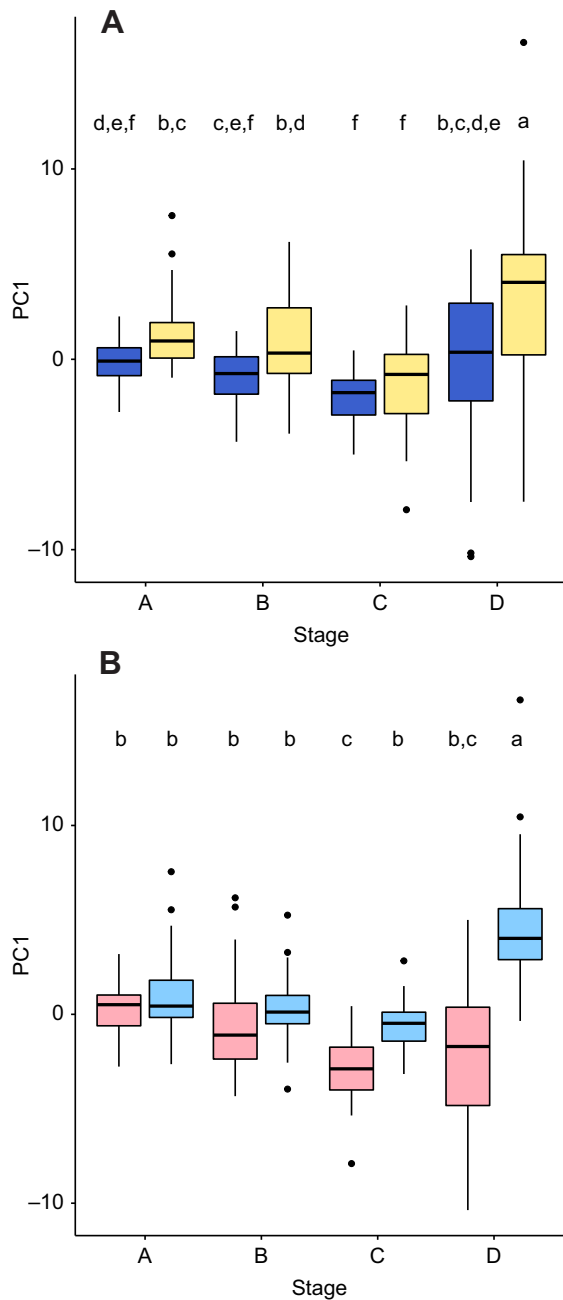 A
d,e,f b,c c,e,f b,d f f b,c,d,e a
10
PC1
0
–10
A B C D
Stage
B
b b b b c b b,c a
10
PC1
0
–10
A B C D
Stage